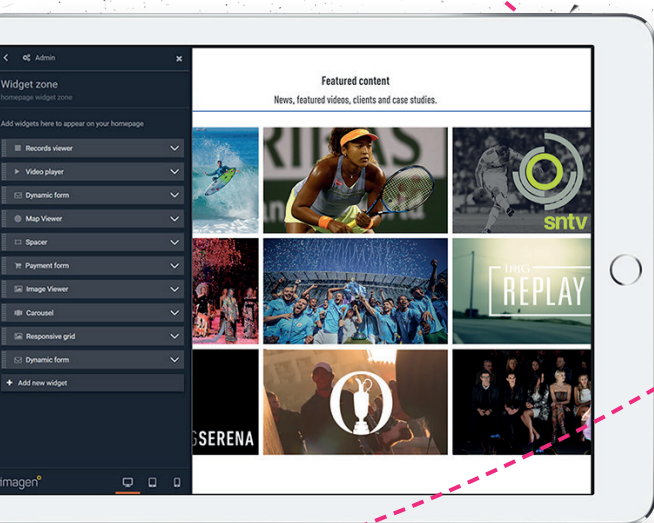 Admin
Widget zone
homepage widget zone
Add widgets here to appear on your homepage
Records viewer
Video player
Dynamic form
Map Viewer
Spacer
Payment form
Image Viewer
Carousel
Responsive grid
Dynamic form
+ Add new widget
imagen
Featured content
News, featured videos, clients and case studies.
sntv
IMG
REPLAY
SERENA